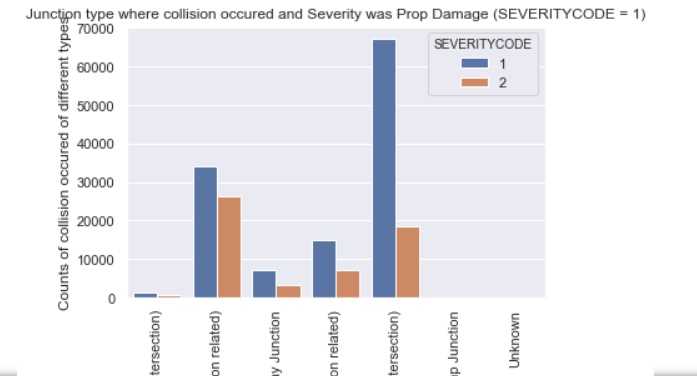 Junction type where collision occured and Severity was Prop Damage (SEVERITYCODE = 1)
Counts of collision occured of different types
70000
60000
50000
40000
30000
20000
10000
0
SEVERITYCODE
1
2
tersection)
on related)
y Junction
on related)
tersection)
p Junction
Unknown